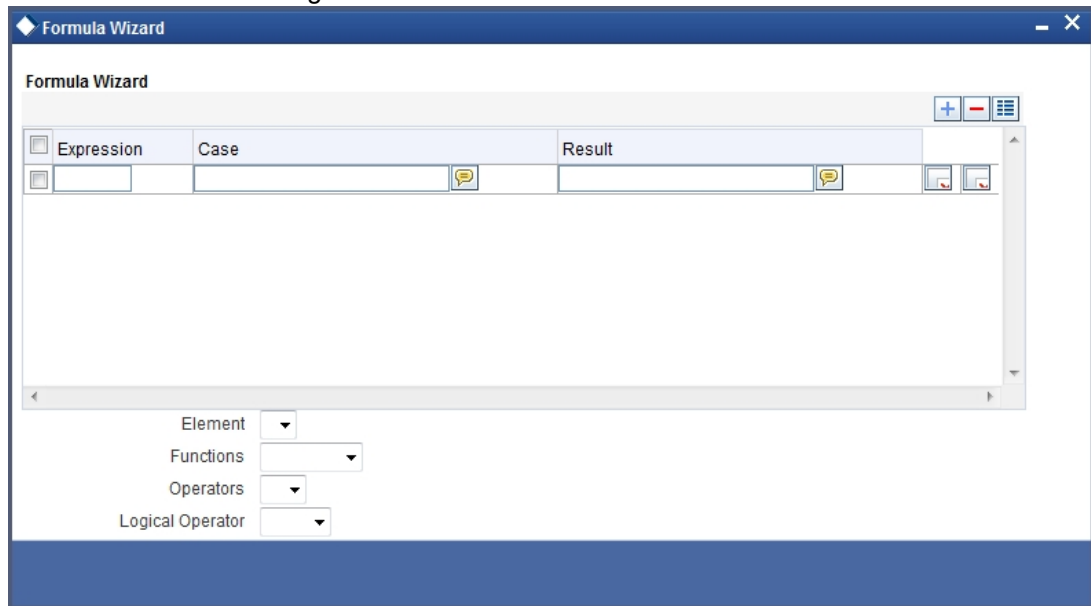 Formula Wizard
Formula Wizard
Expression Case Result
Element
Functions
Operators
Logical Operator